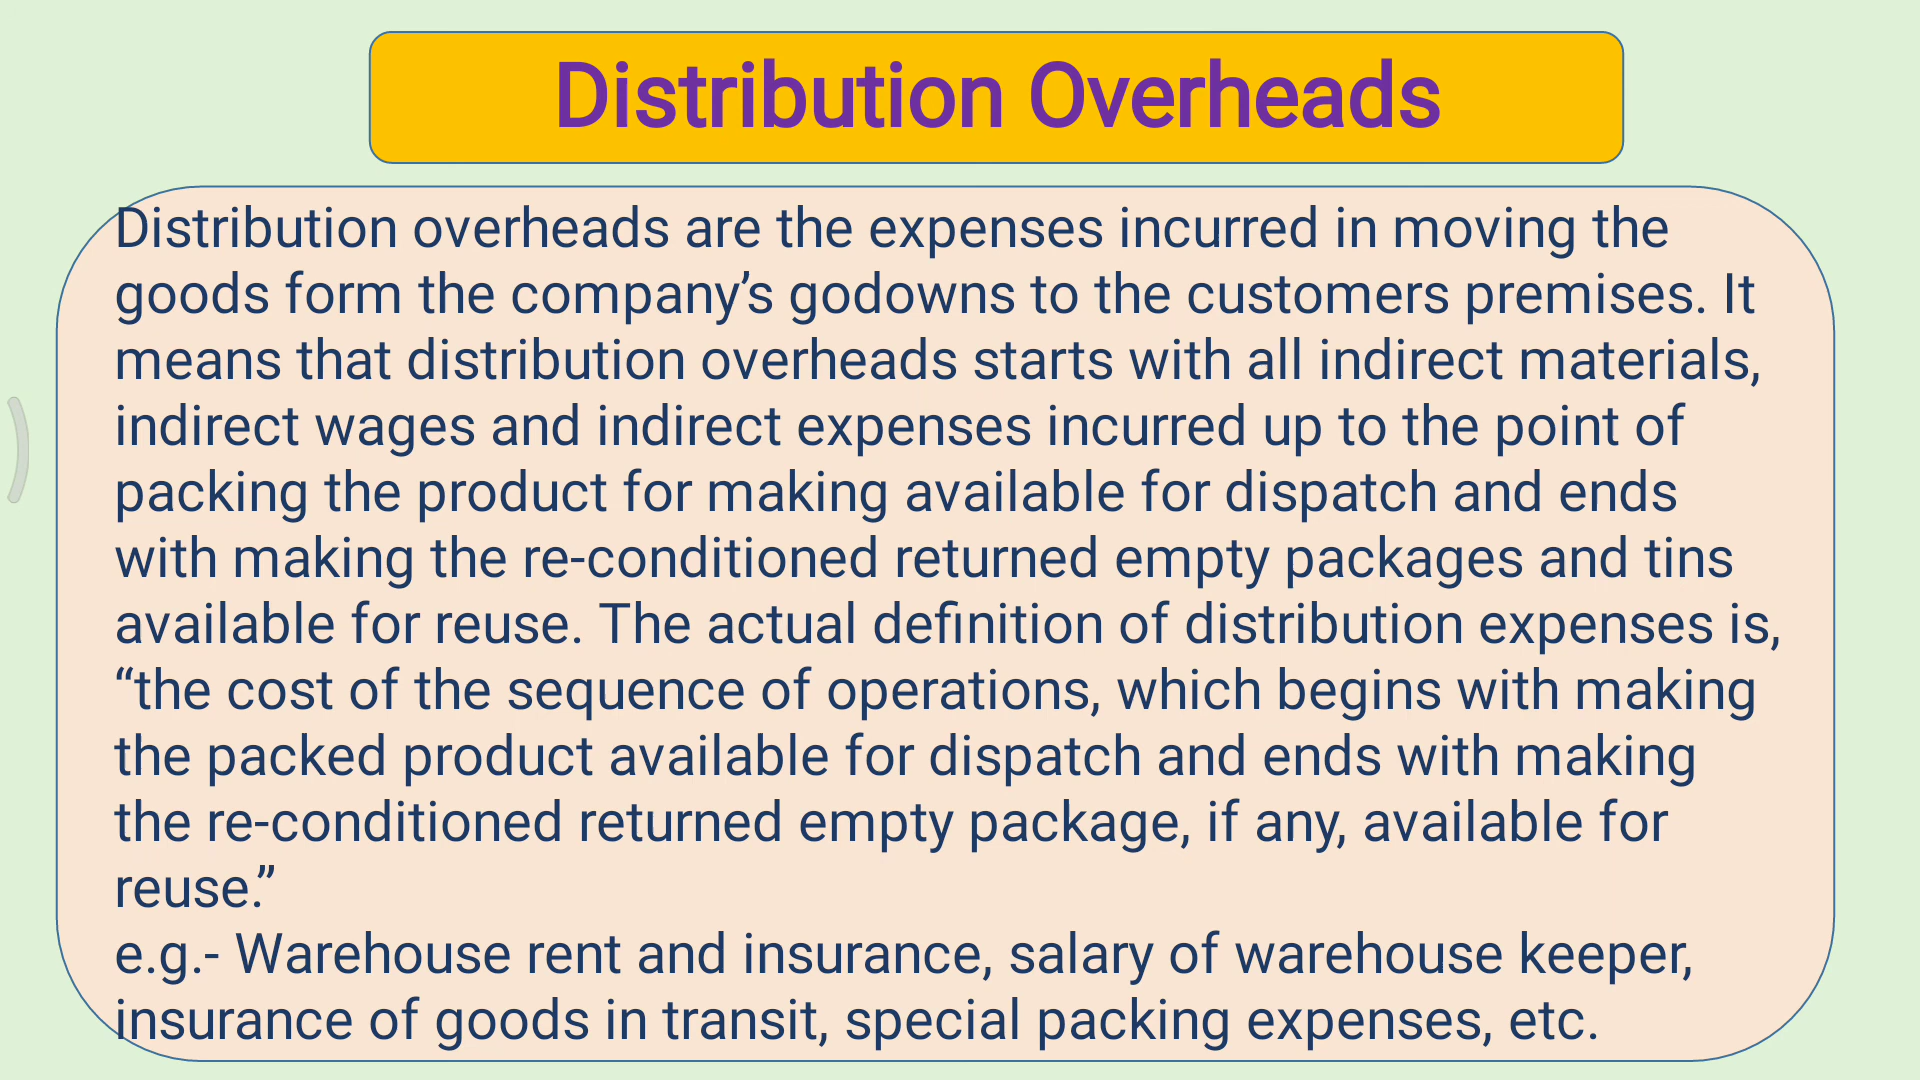 Distribution Overheads
Distribution overheads are the expenses incurred in moving the
goods form the company’s godowns to the customers premises. It
means that distribution overheads starts with all indirect materials,
indirect wages and indirect expenses incurred up to the point of
packing the product for making available for dispatch and ends
with making the re-conditioned returned empty packages and tins
available for reuse. The actual definition of distribution expenses is,
“the cost of the sequence of operations, which begins with making
the packed product available for dispatch and ends with making
the re-conditioned returned empty package, if any, available for
reuse.”
e.g.- Warehouse rent and insurance, salary of warehouse keeper,
insurance of goods in transit, special packing expenses, etc.